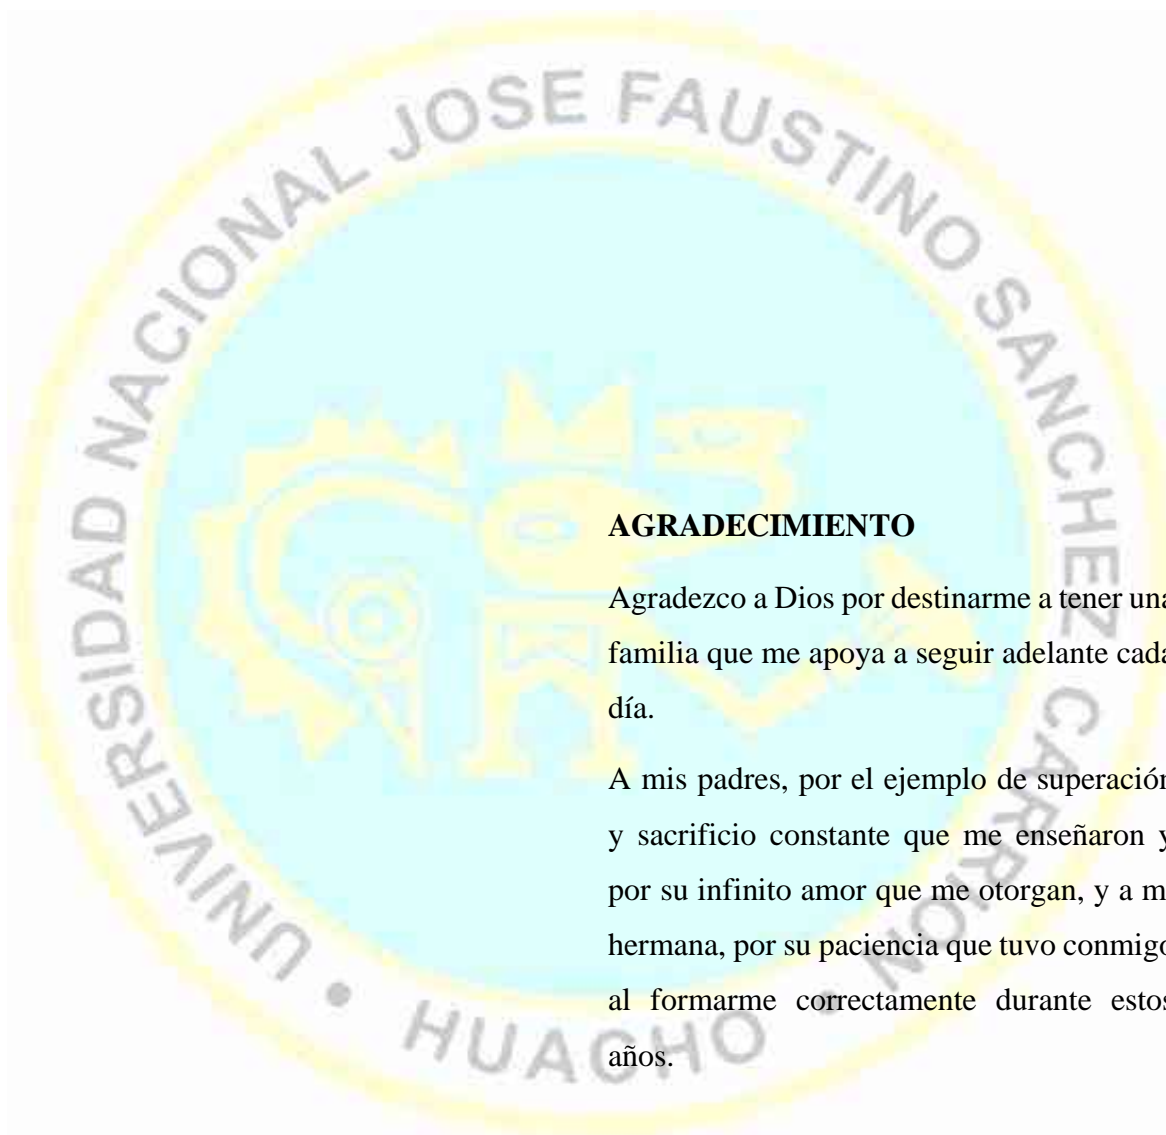 UNIVERSIDAD NACIONAL JOSE FAUSTINO SANCHEZ CARRION
• HUACHO •
AGRADECIMIENTO
Agradezco a Dios por destinarme a tener una
familia que me apoya a seguir adelante cada
día.
A mis padres, por el ejemplo de superación
y sacrificio constante que me enseñaron y
por su infinito amor que me otorgan, y a m
hermana, por su paciencia que tuvo conmigo
al formarme correctamente durante estos
años.